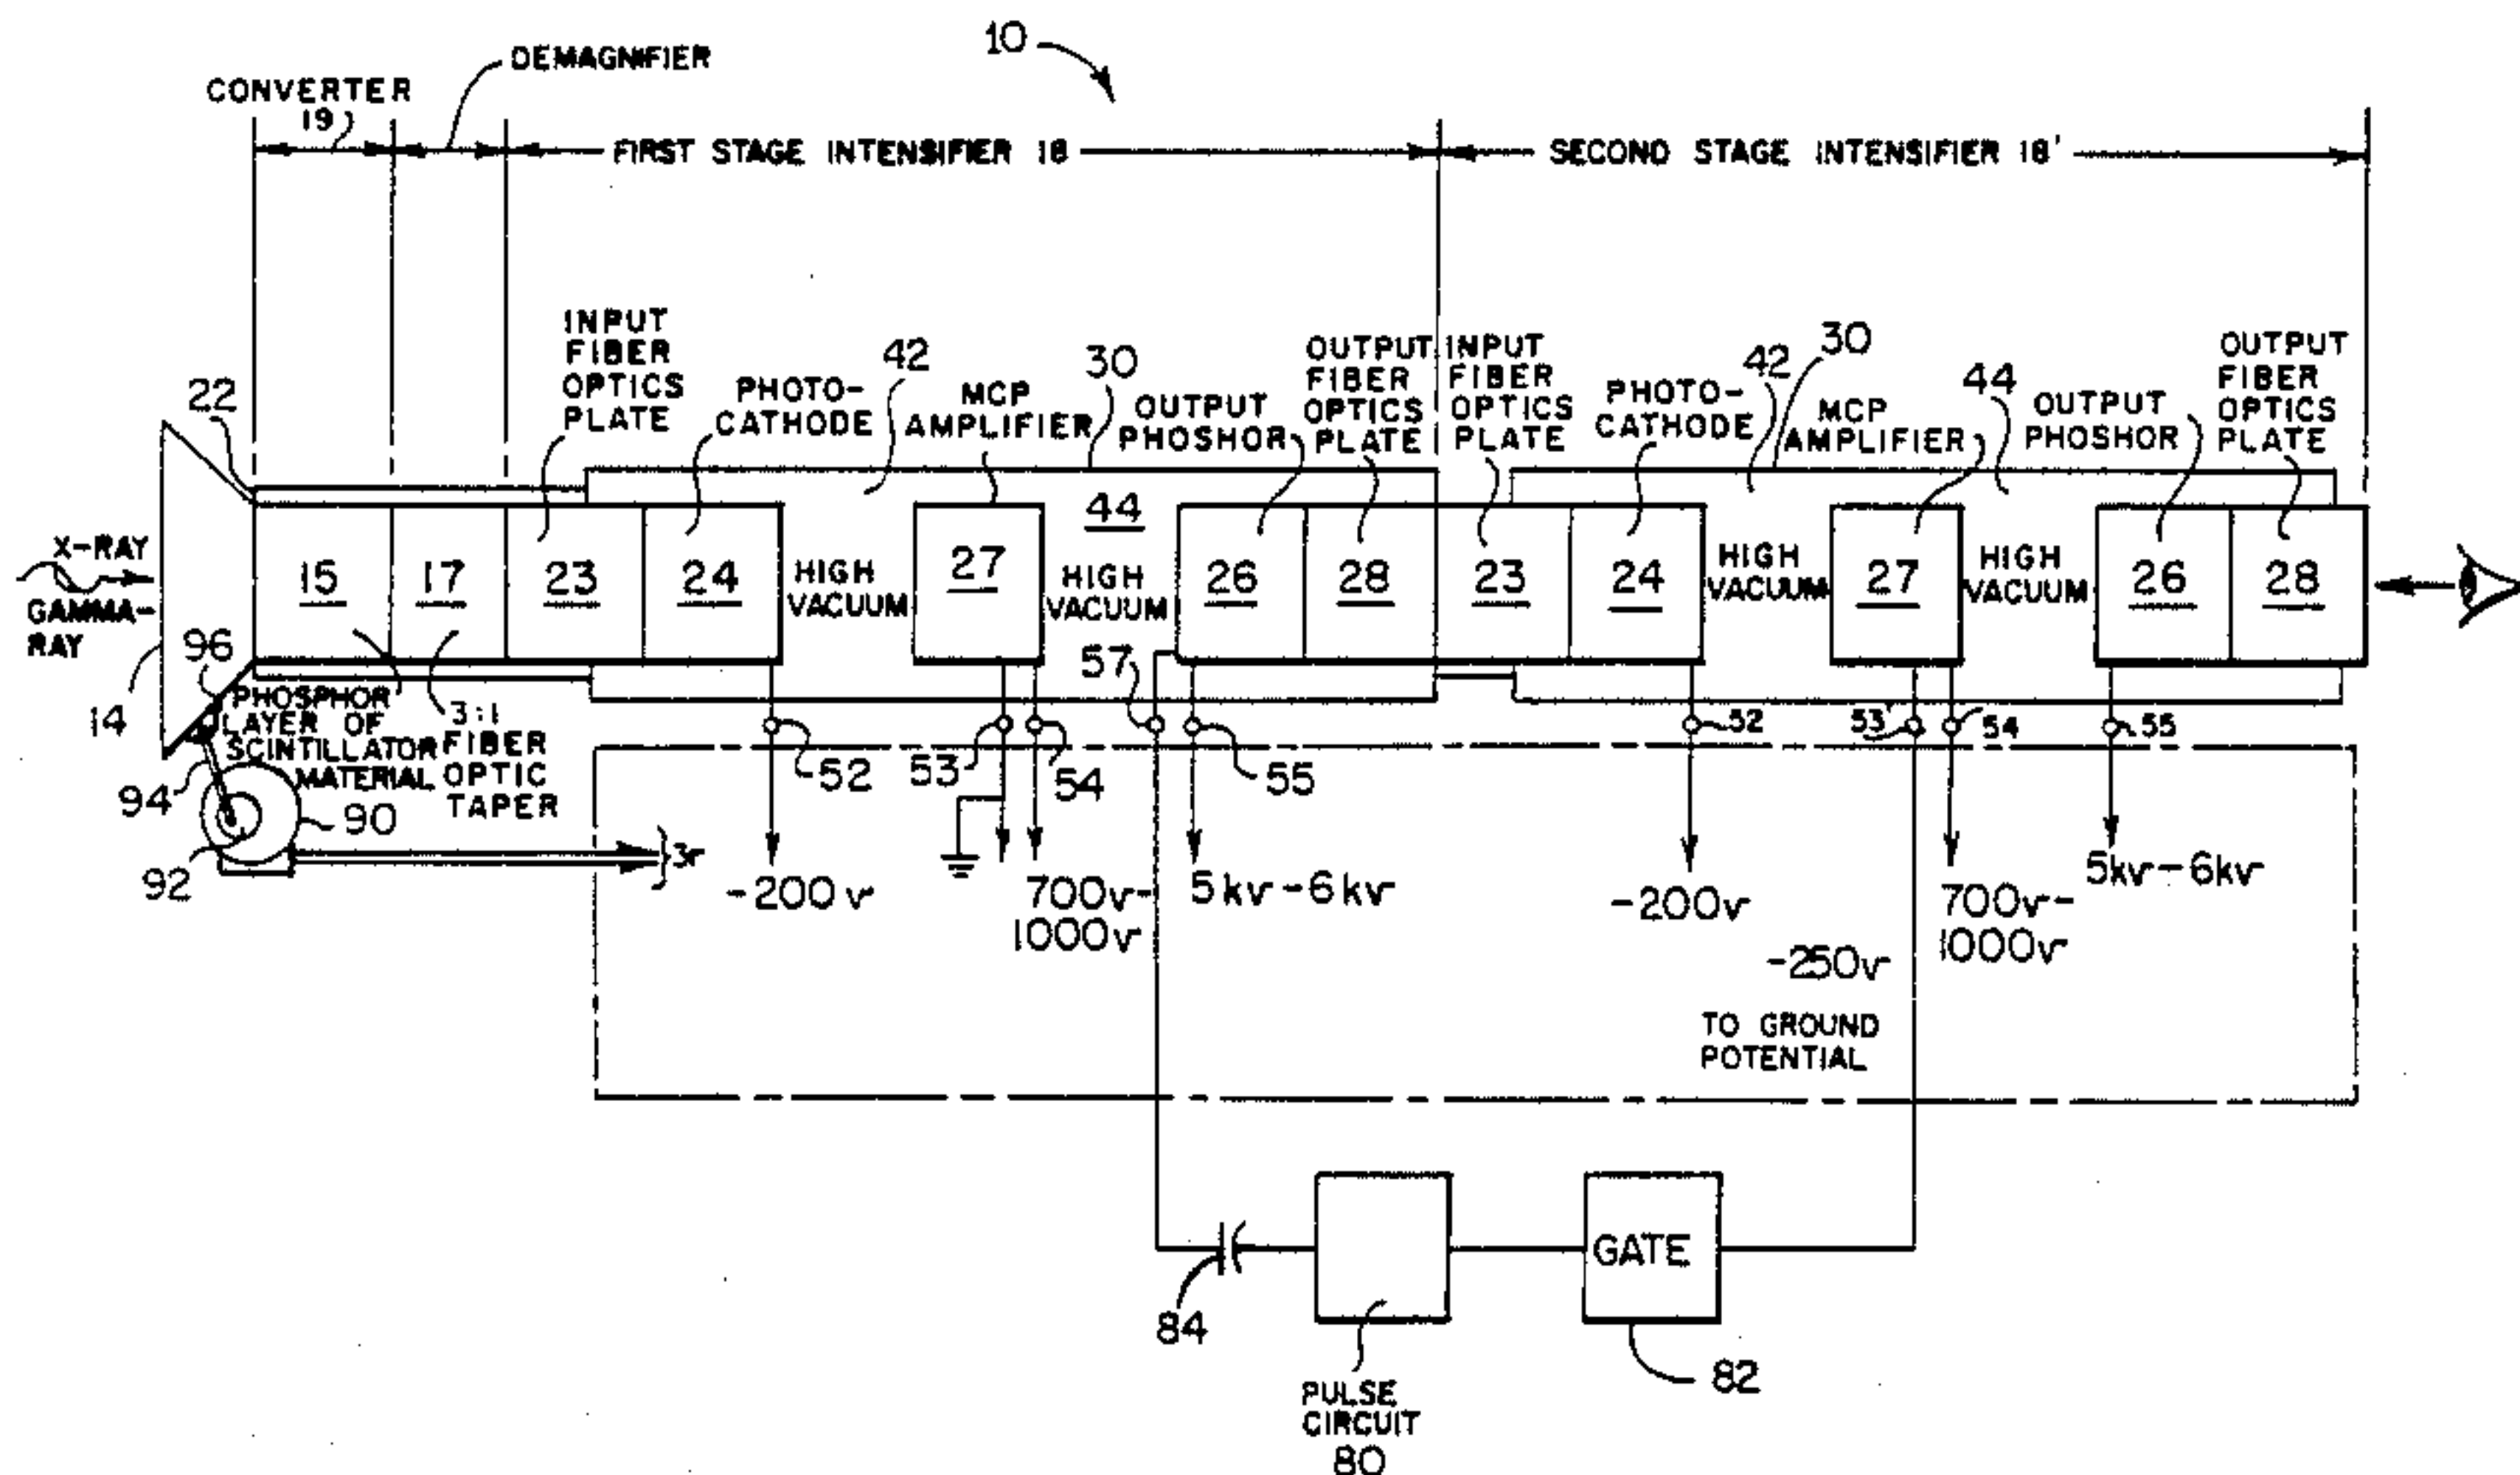 10
DEMAGNIFIER
CONVERTER
19
FIRST STAGE INTENSIFIER 18
SECOND STAGE INTENSIFIER 18'
INPUT
FIBER
OPTICS
PLATE
PHOTO-
CATHODE
42
MCP
AMPLIFIER
30
OUTPUT
PHOSHOR
OUTPUT
FIBER
OPTICS
PLATE
INPUT
FIBER
OPTICS
PLATE
PHOTO-
CATHODE
42
30
MCP
AMPLIFIER
44
OUTPUT
PHOSHOR
OUTPUT
FIBER
OPTICS
PLATE
22
X-RAY
GAMMA-
RAY
14
15
17
23
24
HIGH
VACUUM
27
44
HIGH
VACUUM
26
28
23
24
HIGH
VACUUM
27
HIGH
VACUUM
26
28
96
PHOSPHOR
LAYER OF
SCINTILLATOR
MATERIAL
3:1
FIBER
OPTIC
TAPER
94
90
92
3v
52
53
54
57
55
52
53'
54
55
-200v
700v-
1000v
5kv-6kv
-200v
-250v
700v-
1000v
5kv-6kv
TO GROUND
POTENTIAL
84
GATE
82
PULSE
CIRCUIT
80